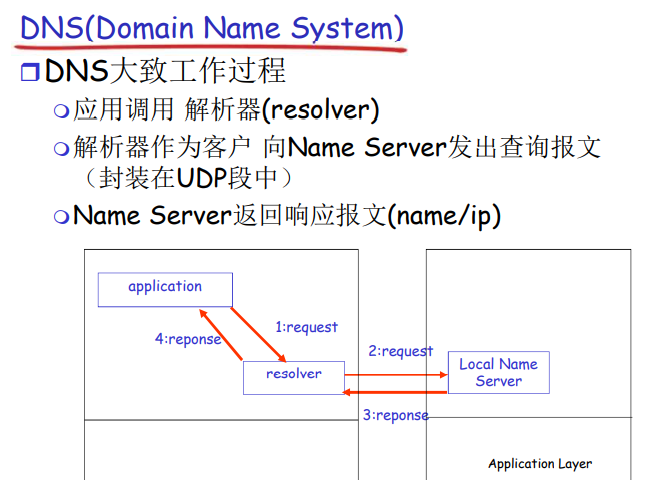 DNS(Domain Name System)
DNS大致工作过程
应用调用 解析器(resolver)
解析器作为客户 向Name Server发出查询报文
（封装在UDP段中）
Name Server返回响应报文(name/ip)
application
1:request
4:reponse
2:request
resolver
Local Name
Server
3:reponse
Application Layer